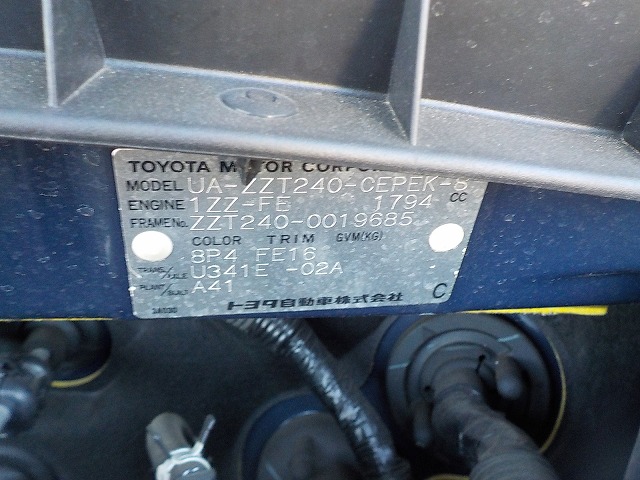 TOYOTA MOTOR CORPOR
MODEL UA-ZZT240-CEPEK-S
ENGINE 1ZZ-FE 1794 CC
FRAME No. ZZT240-0019685
COLOR TRIM GVM(KG)
8P4 FE16
TRANS./AXLE U341E -02A
PLANT/BUILT A41
トヨタ自動車株式会社 C
3A030